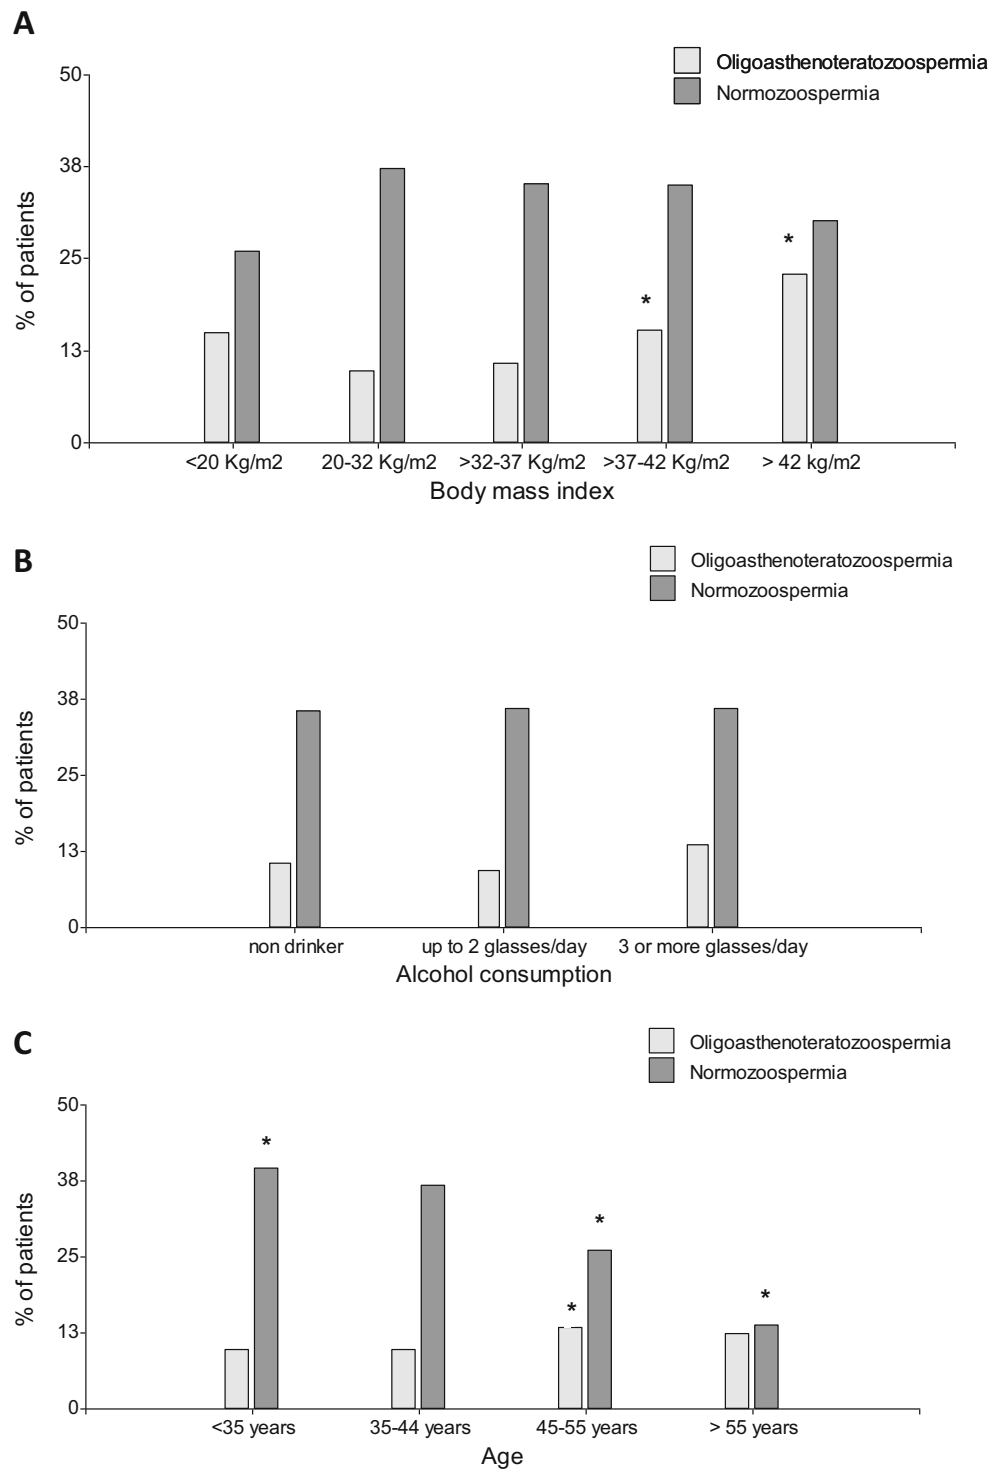 A
Oligoasthenoteratozoospermia
Normozoospermia
50
38
25
13
0
% of patients
*
*
<20 Kg/m2 20-32 Kg/m2 >32-37 Kg/m2 >37-42 Kg/m2 > 42 kg/m2
Body mass index
B
Oligoasthenoteratozoospermia
Normozoospermia
50
38
25
13
0
% of patients
non drinker up to 2 glasses/day 3 or more glasses/day
Alcohol consumption
C
Oligoasthenoteratozoospermia
Normozoospermia
50
38
25
13
0
% of patients
*
*
*
*
<35 years 35-44 years 45-55 years > 55 years
Age